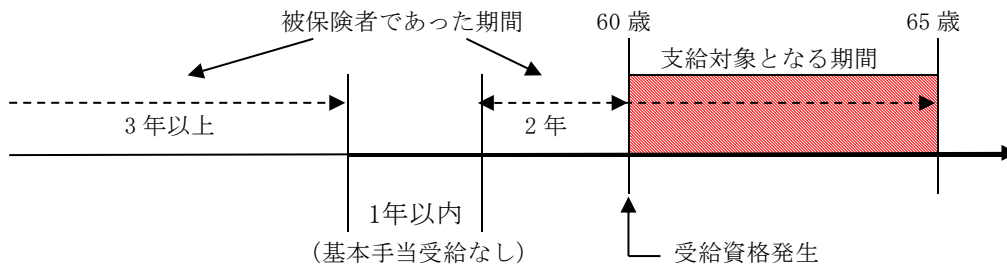 被保険者であった期間
60 歳
65 歳
支給対象となる期間
3 年以上
2 年
1年以内
（基本手当受給なし）
受給資格発生